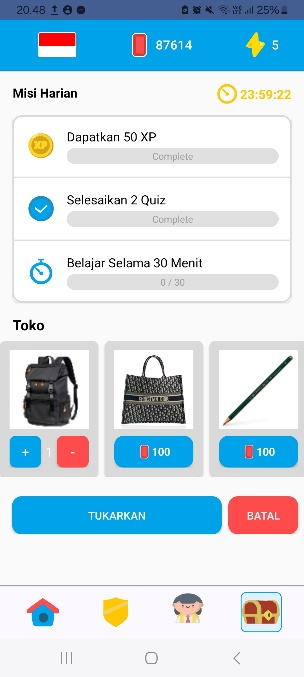 20.48 25%
87614 5
Misi Harian 23:59:22
XP Dapatkan 50 XP
Complete
Selesaikan 2 Quiz
Complete
Belajar Selama 30 Menit
0 / 30
Toko
+ 1 - 100 100
TUKARKAN BATAL